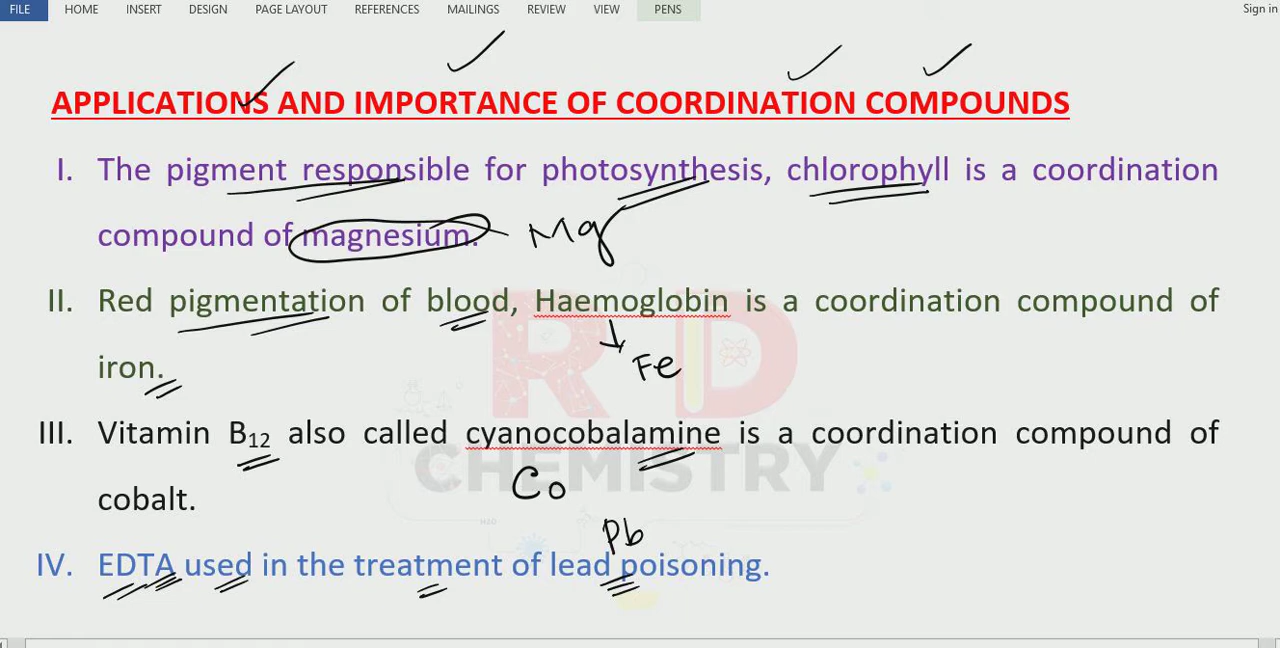 FILE HOME INSERT DESIGN PAGE LAYOUT REFERENCES MAILINGS REVIEW VIEW PENS Sign in
APPLICATIONS AND IMPORTANCE OF COORDINATION COMPOUNDS
I. The pigment responsible for photosynthesis, chlorophyll is a coordination
compound of magnesium. Mg
II. Red pigmentation of blood, Haemoglobin is a coordination compound of
iron. Fe
III. Vitamin B₁₂ also called cyanocobalamine is a coordination compound of
cobalt. Co
Pb
IV. EDTA used in the treatment of lead poisoning.
RD
CHEMISTRY